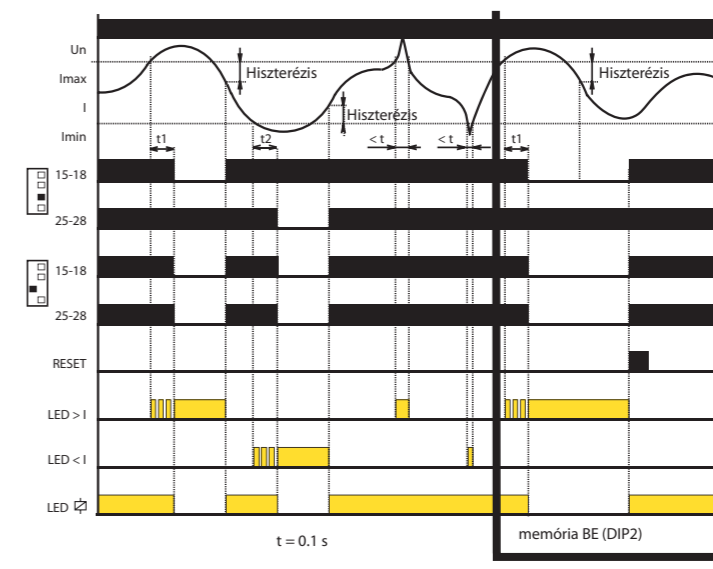 Un
Imax
Hiszterézis
Hiszterézis
I
Hiszterézis
Imin
t1
t2
< t
< t
t1
15-18
25-28
15-18
25-28
RESET
LED > I
LED < I
LED
t = 0.1 s
memória BE (DIP2)